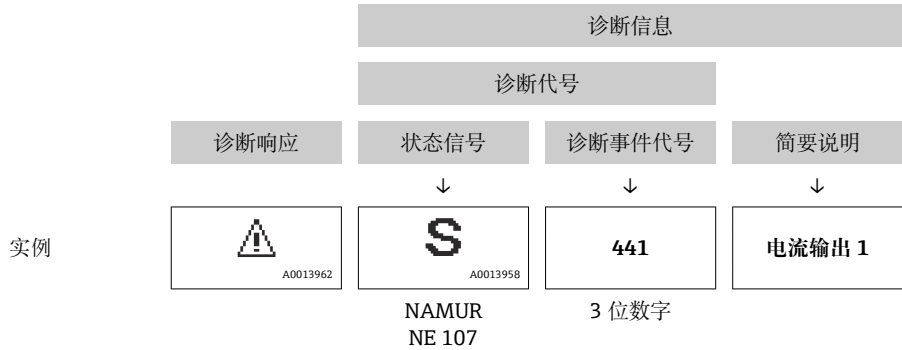 诊断信息
诊断代号
诊断响应 状态信号 诊断事件代号 简要说明
↓ ↓ ↓
实例 S 441 电流输出 1
A0013962 A0013958
NAMUR 3 位数字
NE 107